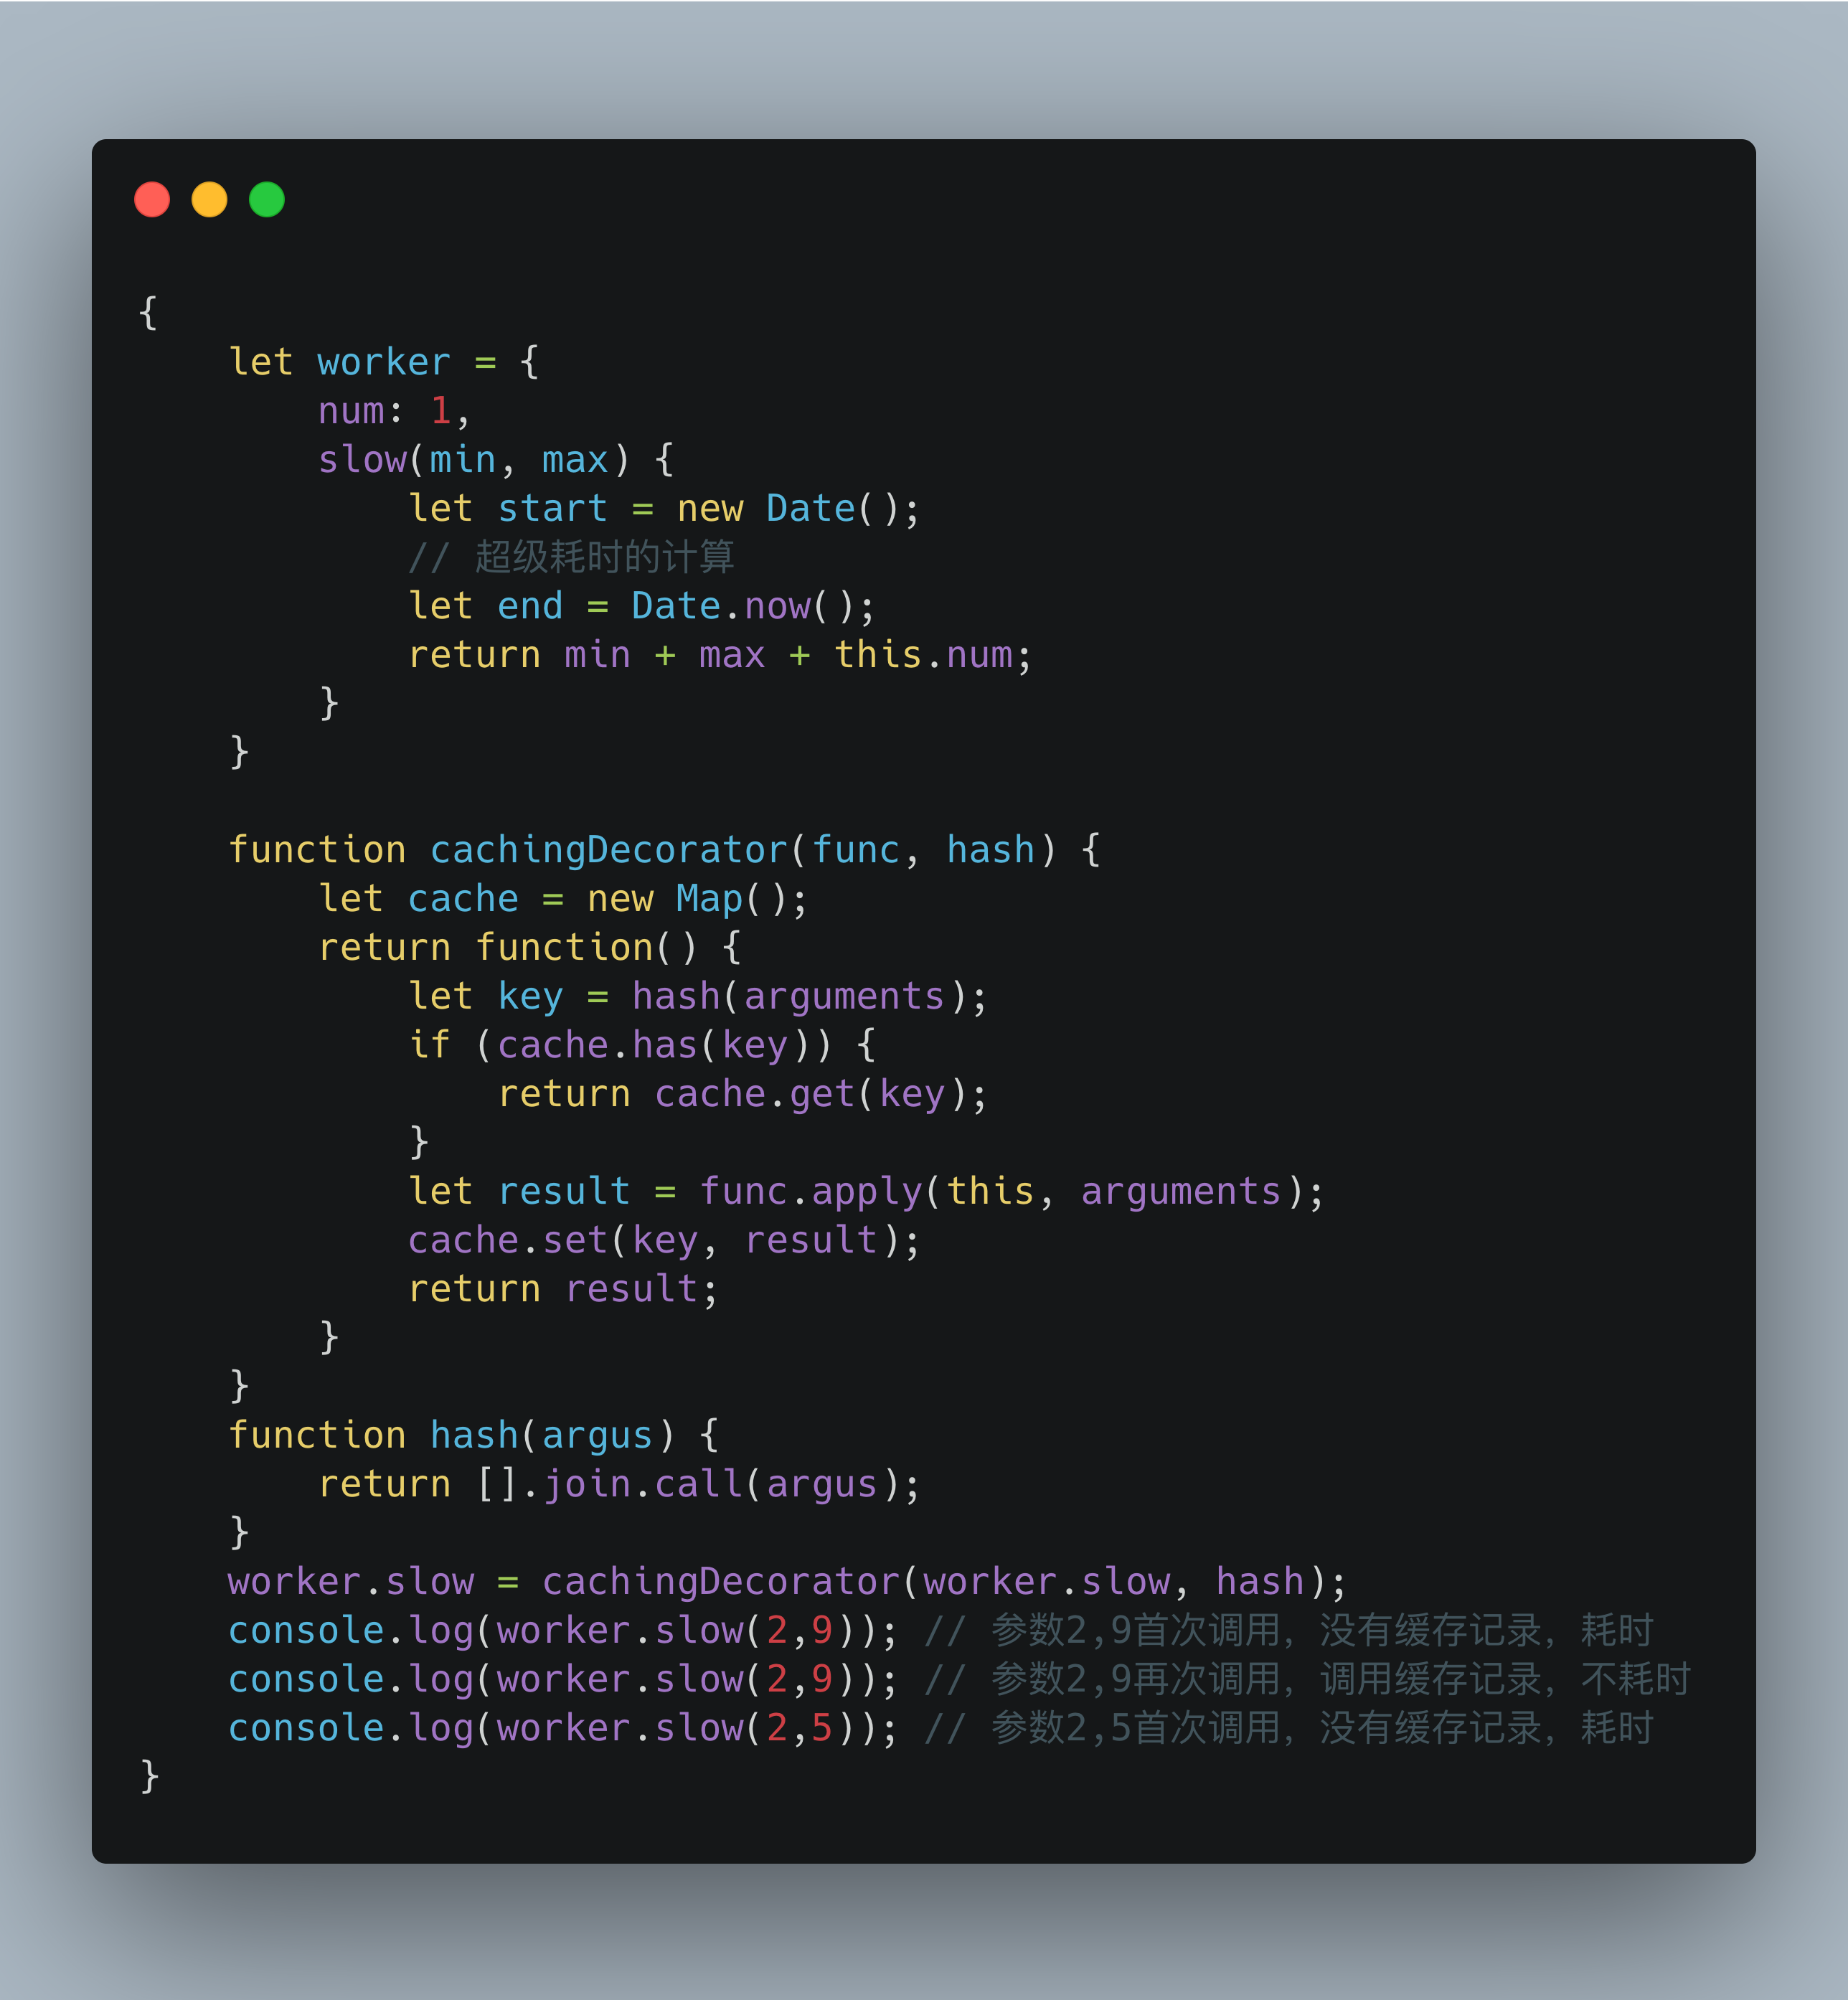 {
    let worker = {
        num: 1,
        slow(min, max) {
            let start = new Date();
            // 超级耗时的计算
            let end = Date.now();
            return min + max + this.num;
        }
    }

    function cachingDecorator(func, hash) {
        let cache = new Map();
        return function() {
            let key = hash(arguments);
            if (cache.has(key)) {
                return cache.get(key);
            }
            let result = func.apply(this, arguments);
            cache.set(key, result);
            return result;
        }
    }
    function hash(argus) {
        return [].join.call(argus);
    }
    worker.slow = cachingDecorator(worker.slow, hash);
    console.log(worker.slow(2,9)); // 参数2,9首次调用，没有缓存记录，耗时
    console.log(worker.slow(2,9)); // 参数2,9再次调用，调用缓存记录，不耗时
    console.log(worker.slow(2,5)); // 参数2,5首次调用，没有缓存记录，耗时
}